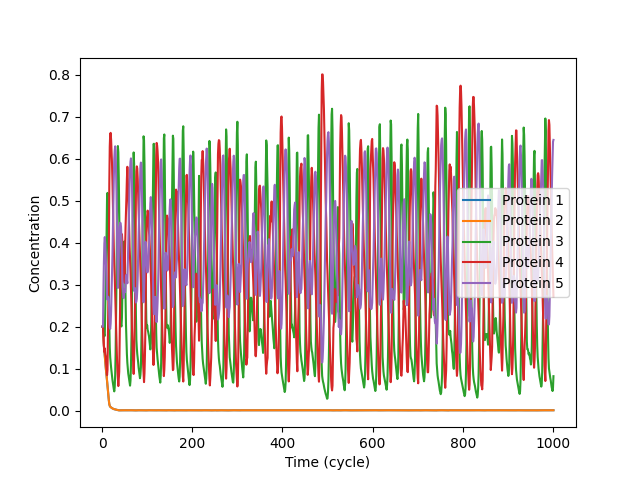 0.8
0.7
0.6
0.5
0.4
0.3
0.2
0.1
0.0
Concentration
Protein 1
Protein 2
Protein 3
Protein 4
Protein 5
0 200 400 600 800 1000
Time (cycle)